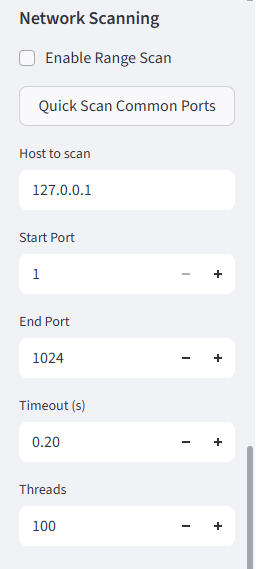 Network Scanning
Enable Range Scan
Quick Scan Common Ports
Host to scan
127.0.0.1
Start Port
1
End Port
1024
Timeout (s)
0.20
Threads
100